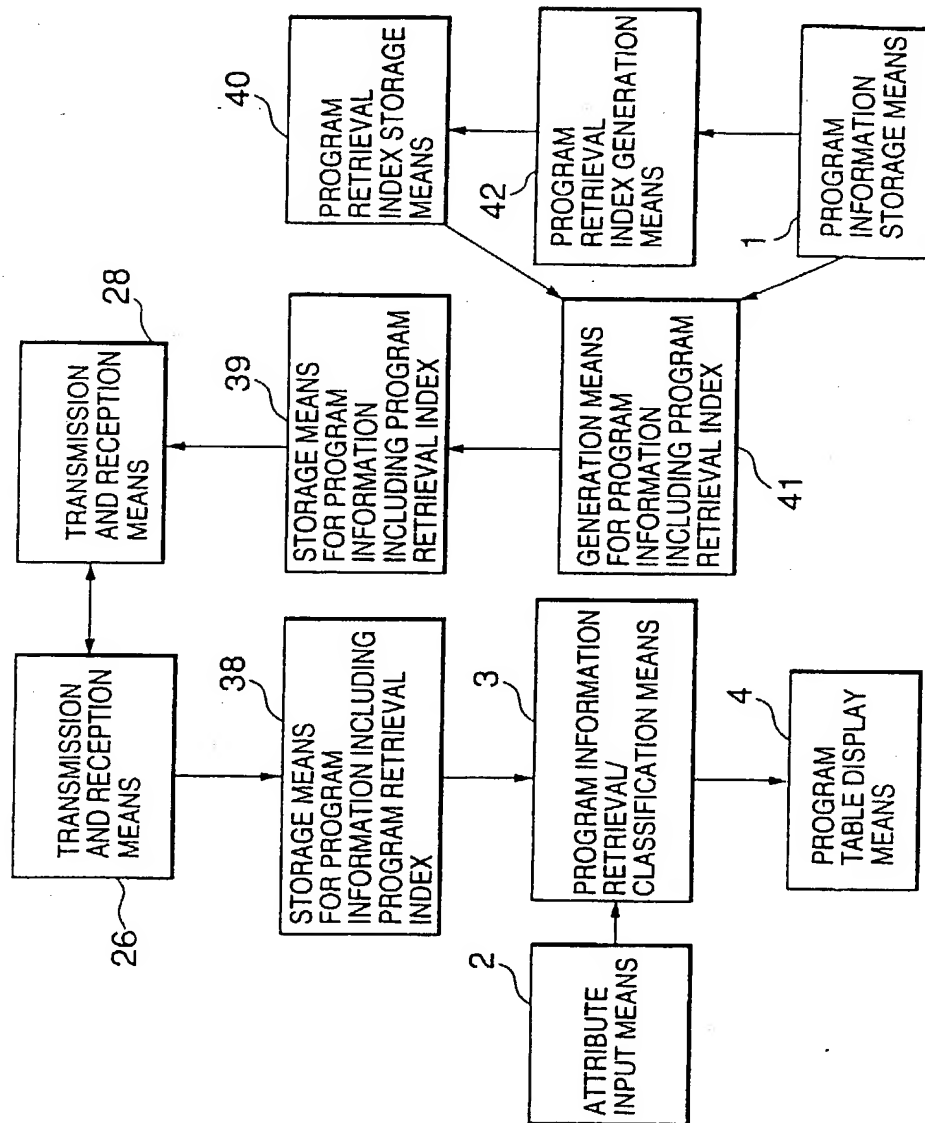 26
TRANSMISSION
AND RECEPTION
MEANS
28
TRANSMISSION
AND RECEPTION
MEANS
38
STORAGE MEANS
FOR PROGRAM
INFORMATION INCLUDING
PROGRAM RETRIEVAL
INDEX
39
STORAGE MEANS
FOR PROGRAM
INFORMATION
INCLUDING PROGRAM
RETRIEVAL INDEX
40
PROGRAM
RETRIEVAL
INDEX STORAGE
MEANS
2
ATTRIBUTE
INPUT MEANS
3
PROGRAM INFORMATION
RETRIEVAL/
CLASSIFICATION MEANS
41
GENERATION MEANS
FOR PROGRAM
INFORMATION
INCLUDING PROGRAM
RETRIEVAL INDEX
42
PROGRAM
RETRIEVAL
INDEX GENERATION
MEANS
4
PROGRAM
TABLE DISPLAY
MEANS
1
PROGRAM
INFORMATION
STORAGE MEANS